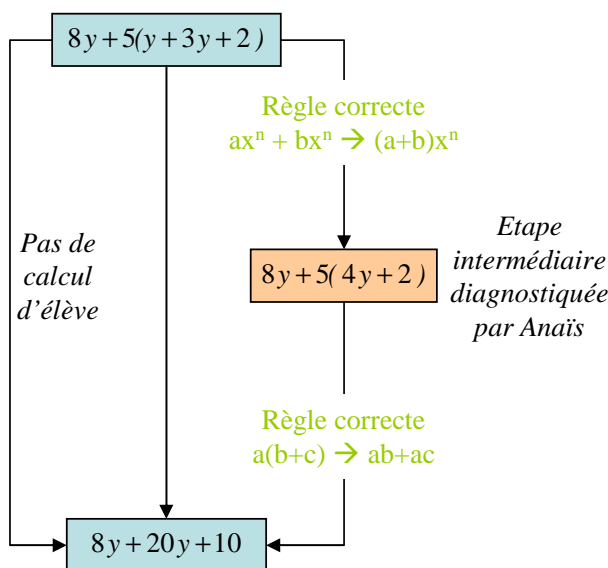 8y+5(y+3y+2)
Règle correcte
axⁿ + bxⁿ → (a+b)xⁿ
Pas de
calcul
d'élève
8y+5(4y+2)
Etape
intermédiaire
diagnostiquée
par Anaïs
Règle correcte
a(b+c) → ab+ac
8y+20y+10